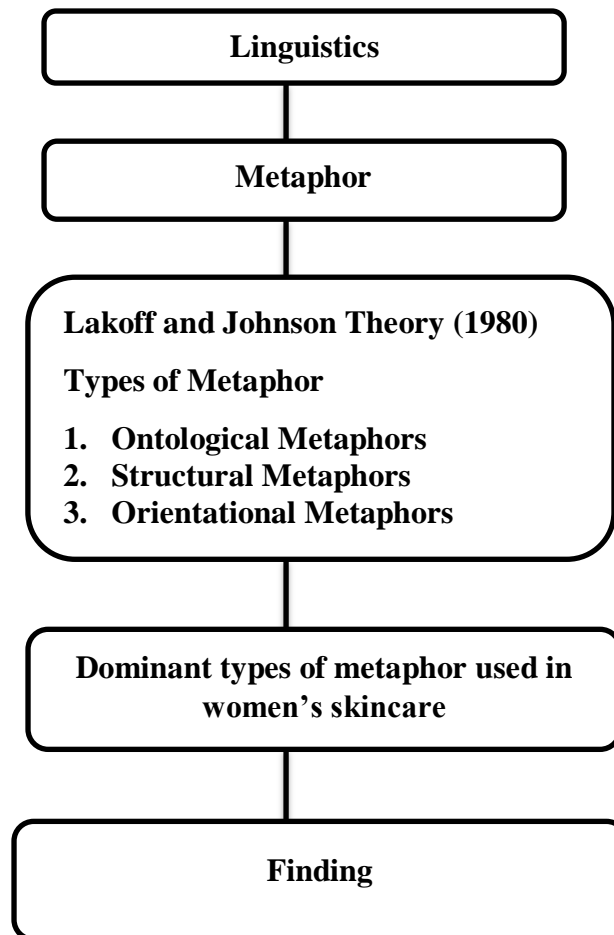 Linguistics
Metaphor
Lakoff and Johnson Theory (1980)
Types of Metaphor
1. Ontological Metaphors
2. Structural Metaphors
3. Orientational Metaphors
Dominant types of metaphor used in
women’s skincare
Finding